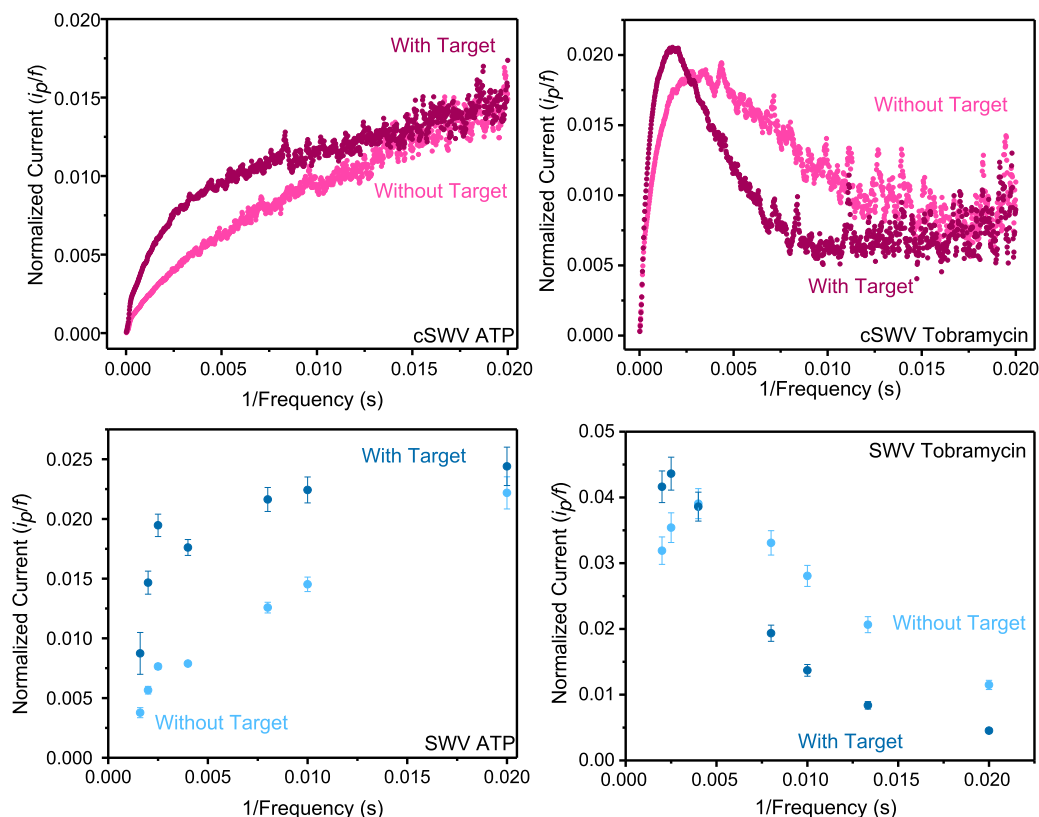 0.020
0.015
0.010
0.005
0.000
Normalized Current (ip/f)
With Target
Without Target
cSWV ATP
0.000
0.005
0.010
0.015
0.020
1/Frequency (s)
0.020
0.015
0.010
0.005
0.000
Normalized Current (ip/f)
Without Target
With Target
cSWV Tobramycin
0.000
0.005
0.010
0.015
0.020
1/Frequency (s)
0.025
0.020
0.015
0.010
0.005
0.000
Normalized Current (ip/f)
With Target
Without Target
SWV ATP
0.000
0.005
0.010
0.015
0.020
1/Frequency (s)
0.05
0.04
0.03
0.02
0.01
0.00
Normalized Current (ip/f)
SWV Tobramycin
Without Target
With Target
0.000
0.005
0.010
0.015
0.020
1/Frequency (s)